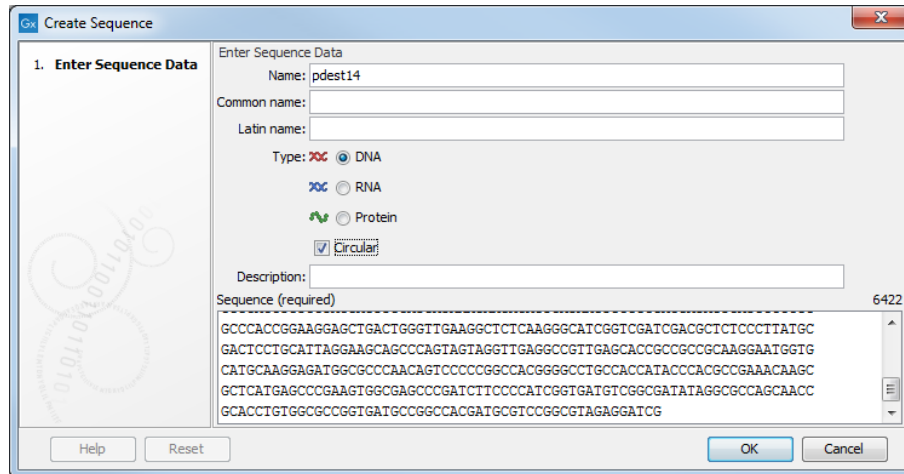 Gx Create Sequence
1. Enter Sequence Data
Enter Sequence Data
Name: pdest14
Common name:
Latin name:
Type: DNA
RNA
Protein
Circular
Description:
Sequence (required) 6422
GCCCACCGGAAGGAGCTGACTGGGTTGAAGGCTCTCAAGGGCATCGGTCGATCGACGCTCTCCCTTATGC
GACTCCTGCATTAGGAAGCAGCCCAGTAGTAGGTTGAGGCCGTTGAGCACCGCCGCCGCAAGGAATGGTG
CATGCAAGGAGATGGCGCCCAACAGTCCCCCGGCCACGGGGCCTGCCACCATACCCACGCCGAAACAAGC
GCTCATGAGCCCGAAGTGGCGAGCCCGATCTTCCCCATCGGTGATGTCGGCGATATAGGCGCCAGCAACC
GCACCTGTGGCGCCGGTGATGCCGGCCACGATGCGTCCGGCGTAGAGGATCG
Help Reset OK Cancel